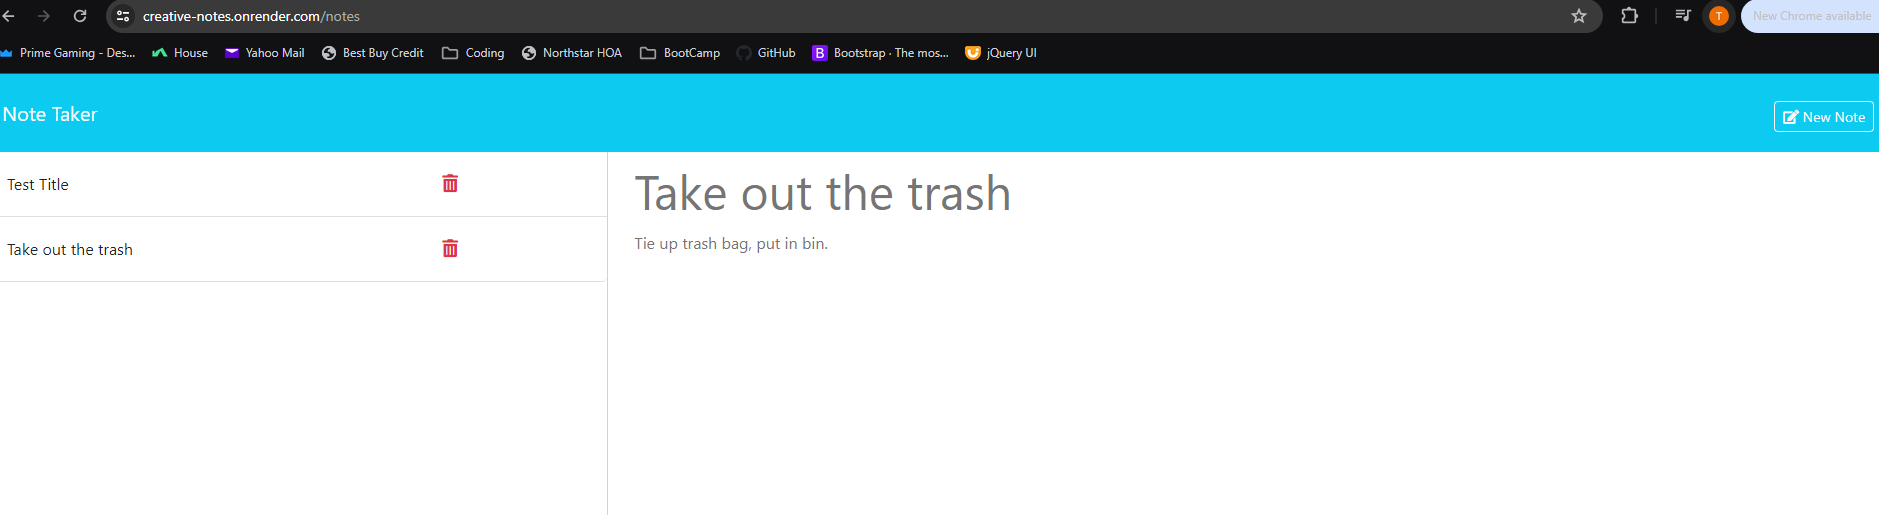 creative-notes.onrender.com/notes
T
New Chrome available
Prime Gaming - Des...
House
Yahoo Mail
Best Buy Credit
Coding
Northstar HOA
BootCamp
GitHub
B
Bootstrap · The mos...
jQuery UI
Note Taker
New Note
Test Title
Take out the trash
Take out the trash
Tie up trash bag, put in bin.